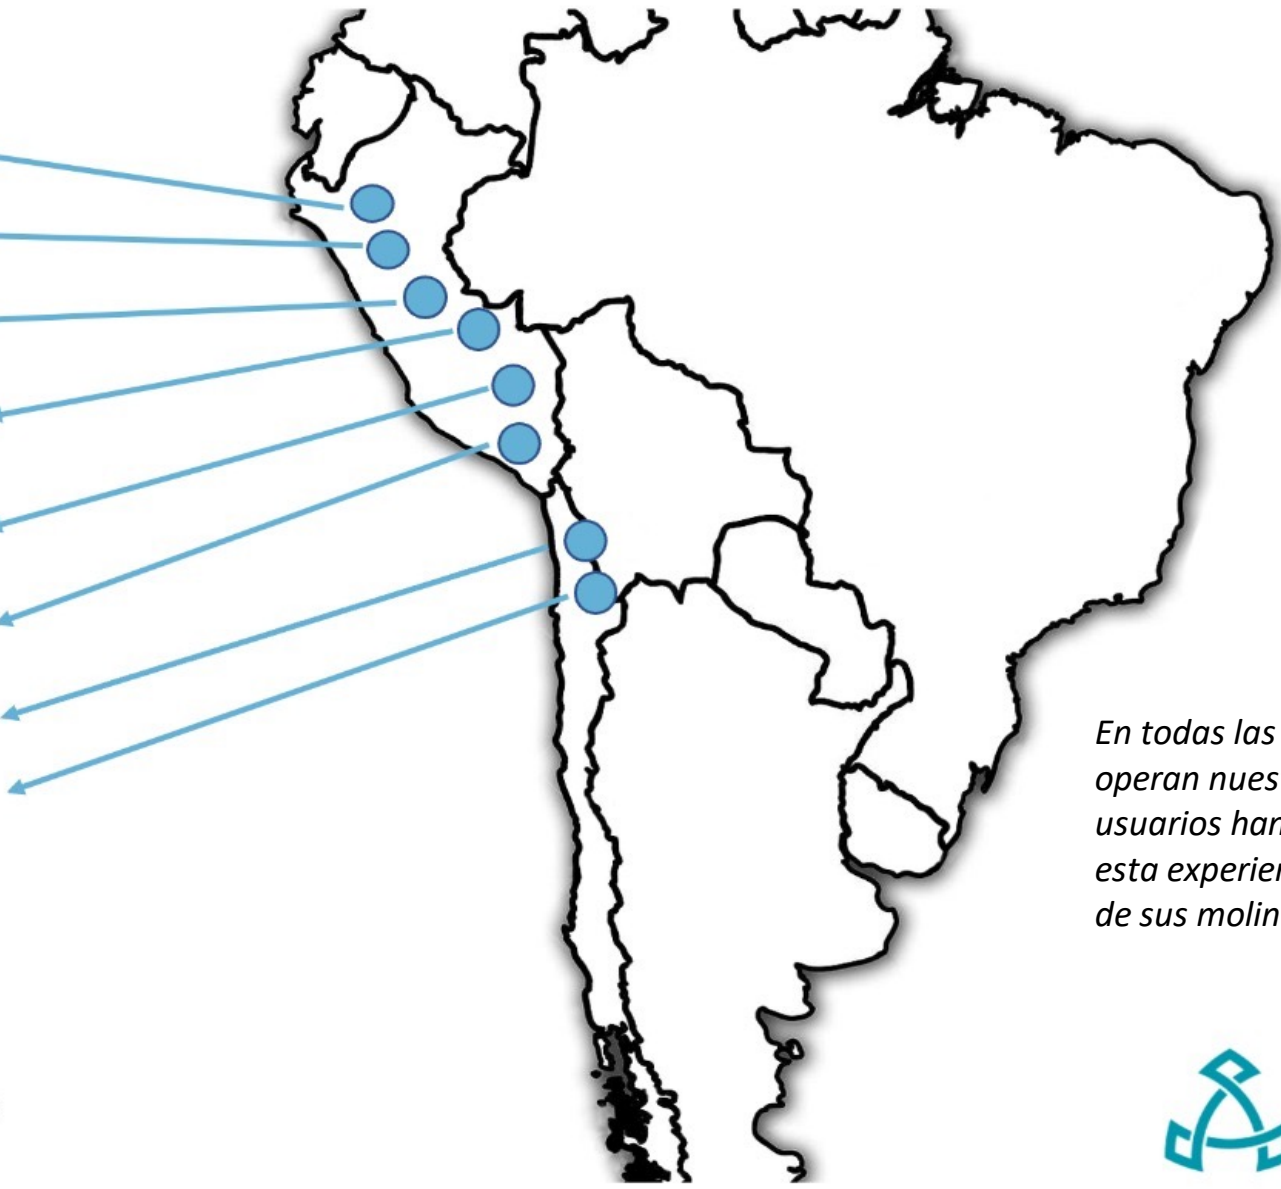 En todas las
operan nues
usuarios han
esta experien
de sus molin